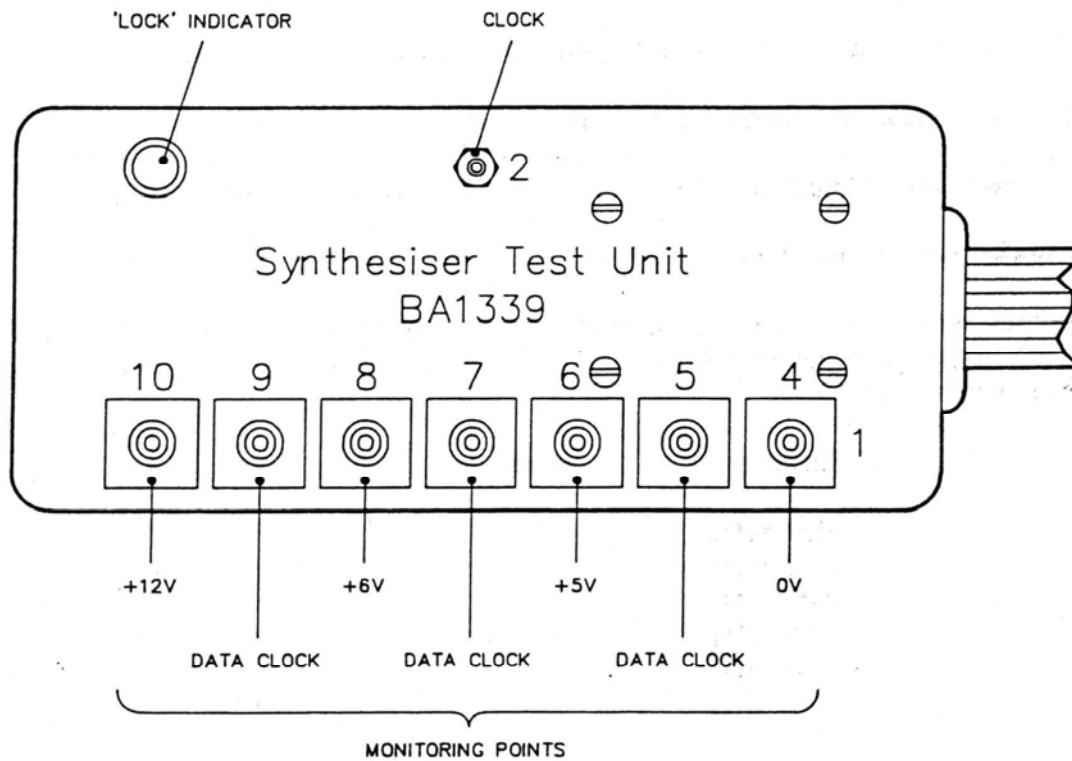 'LOCK' INDICATOR CLOCK
2
Synthesiser Test Unit
BA1339
10 9 8 7 6 5 4
1
+12V +6V +5V 0V
DATA CLOCK DATA CLOCK DATA CLOCK
MONITORING POINTS